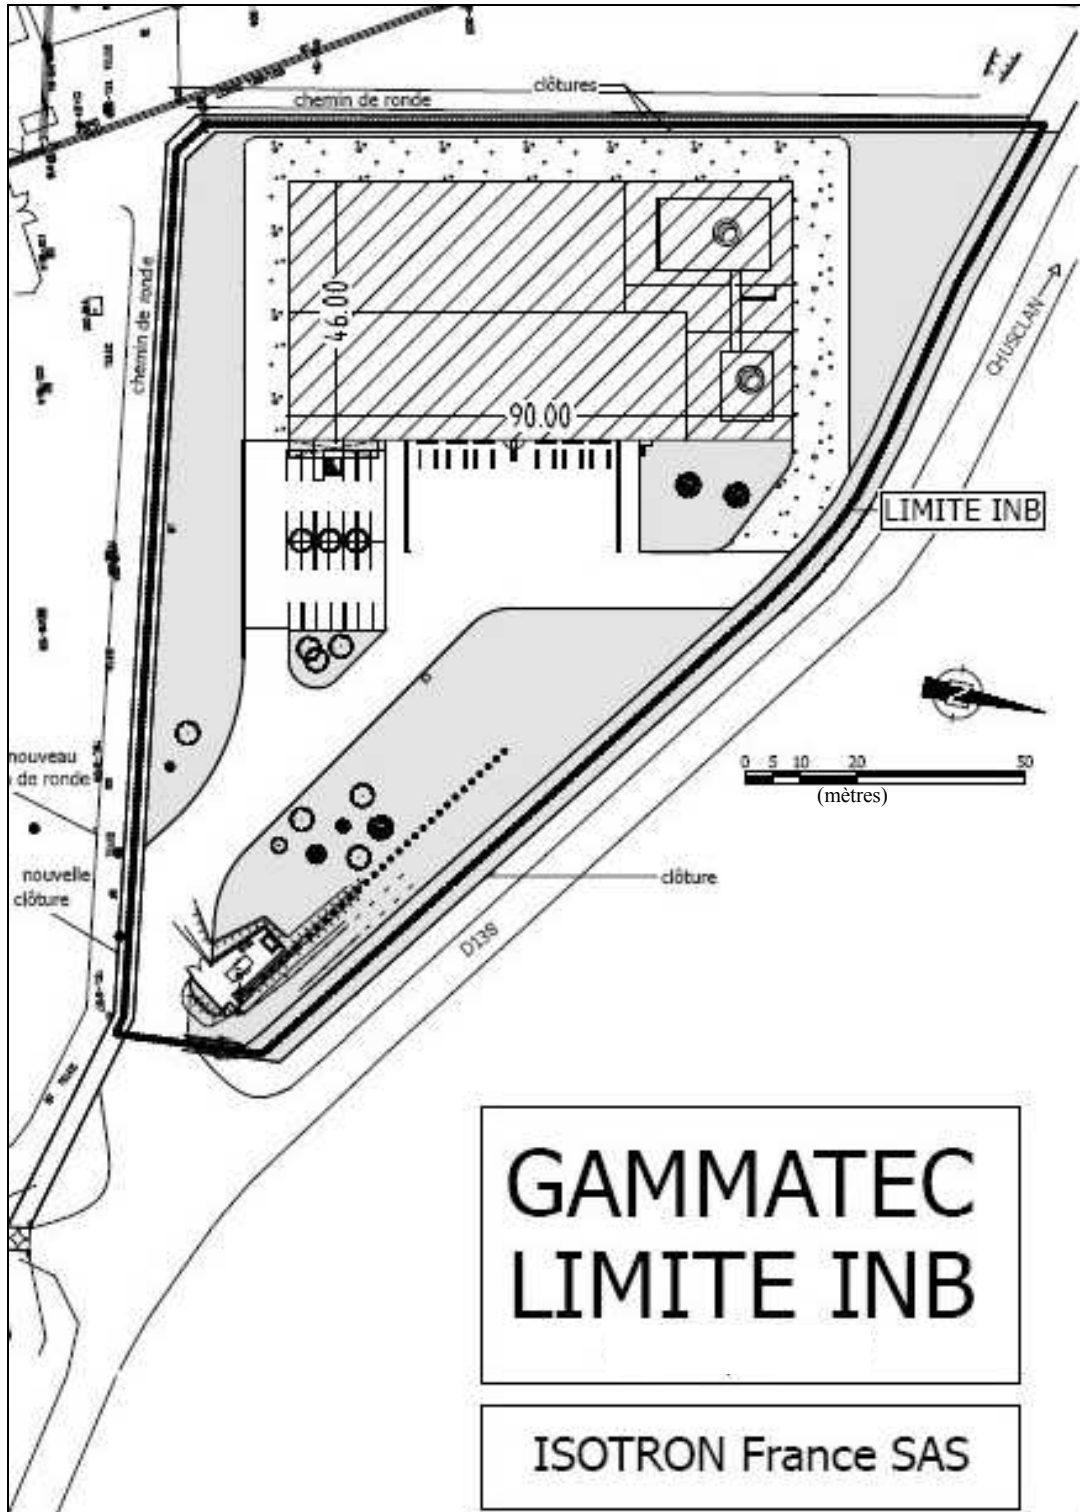 clôtures
chemin de ronde
chemin de ronde
46.00
90.00
CHUSCLAN
LIMITE INB
N
nouveau
de ronde
0 5 10 20 50
(mètres)
nouvelle
clôture
clôture
D138
GAMMATEC
LIMITE INB
ISOTRON France SAS